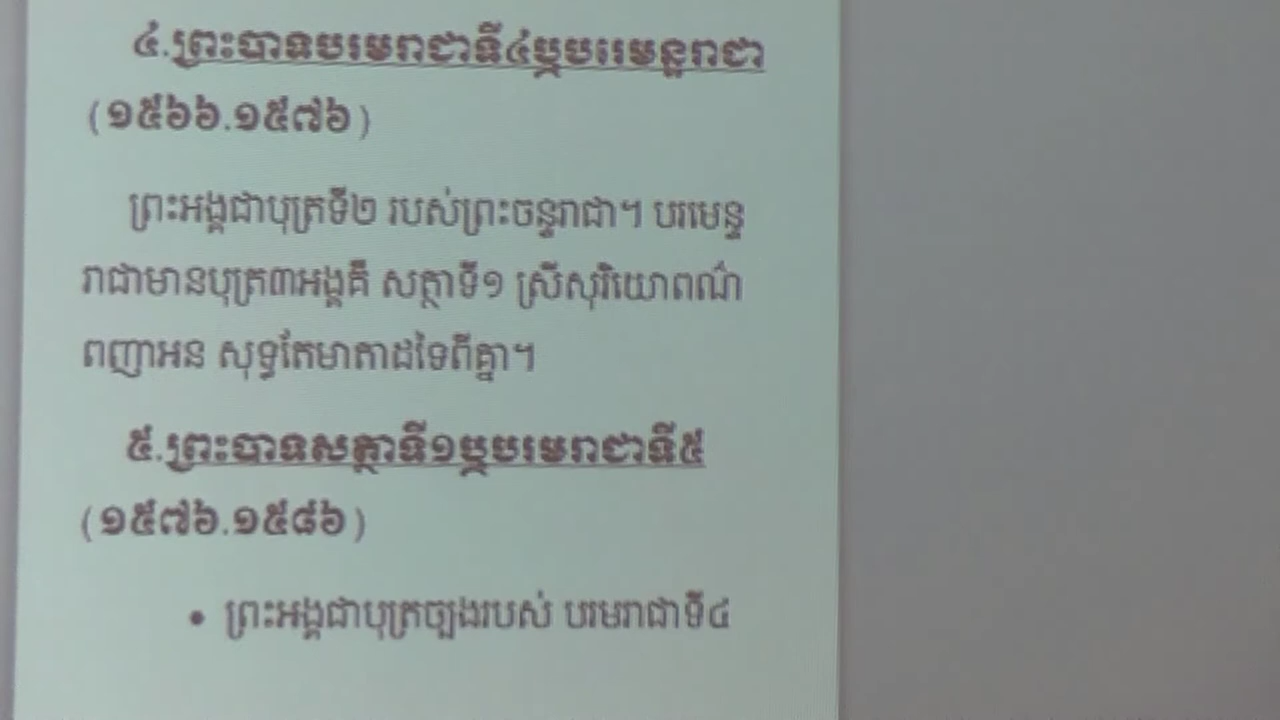 ៤.ព្រះបាទបរមរាជាទី៤ឬបរមេន្ទរាជា
(១៥៦៦.១៥៧៦)
ព្រះអង្គជាបុត្រទី២ របស់ព្រះចន្ទរាជា។ បរមេន្ទ
រាជាមានបុត្រ៣អង្គគឺ សត្ថាទី១ ស្រីសុរិយោពណ៌
ពញាអន សុទ្ធតែមាតាដទៃពីគ្នា។
៥.ព្រះបាទសត្ថាទី១ឬបរមរាជាទី៥
(១៥៧៦.១៥៨៦)
• ព្រះអង្គជាបុត្រច្បងរបស់ បរមរាជាទី៤